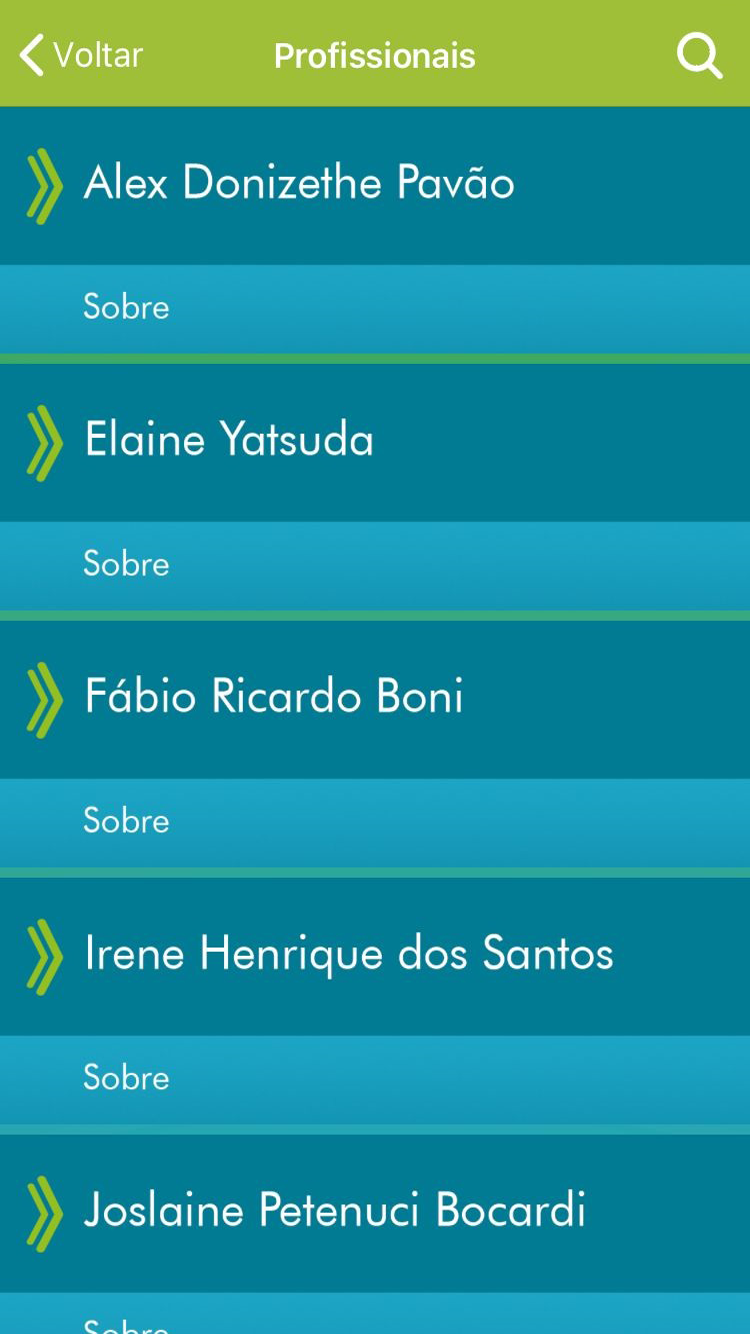 Voltar Profissionais
Alex Donizethe Pavão
Sobre
Elaine Yatsuda
Sobre
Fábio Ricardo Boni
Sobre
Irene Henrique dos Santos
Sobre
Joslaine Petenuci Bocardi
Sobre